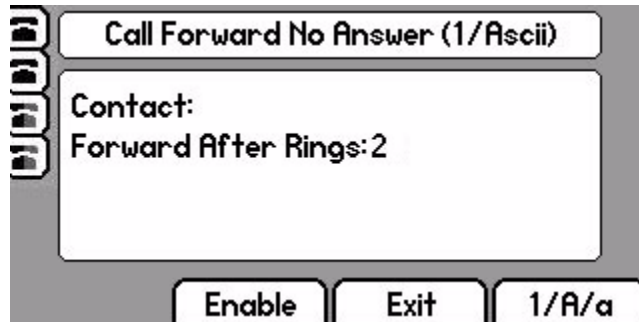 Call Forward No Answer (1/Ascii)
Contact:
Forward After Rings:2
Enable
Exit
1/A/a